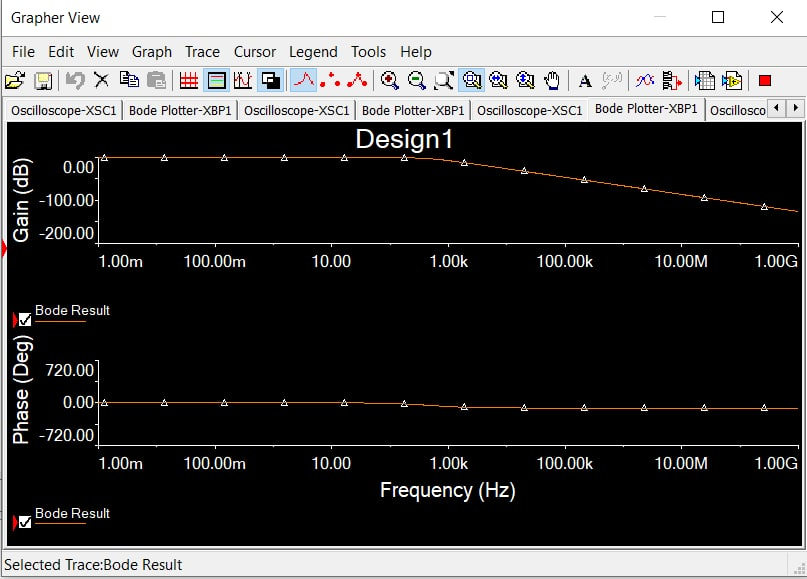 Grapher View
File Edit View Graph Trace Cursor Legend Tools Help
A
Oscilloscope-XSC1 Bode Plotter-XBP1 Oscilloscope-XSC1 Bode Plotter-XBP1 Oscilloscope-XSC1 Bode Plotter-XBP1 Oscillosco
Design1
Gain (dB)
0.00
-100.00
-200.00
1.00m 100.00m 10.00 1.00k 100.00k 10.00M 1.00G
Bode Result
Phase (Deg)
720.00
0.00
-720.00
1.00m 100.00m 10.00 1.00k 100.00k 10.00M 1.00G
Frequency (Hz)
Bode Result
Selected Trace:Bode Result